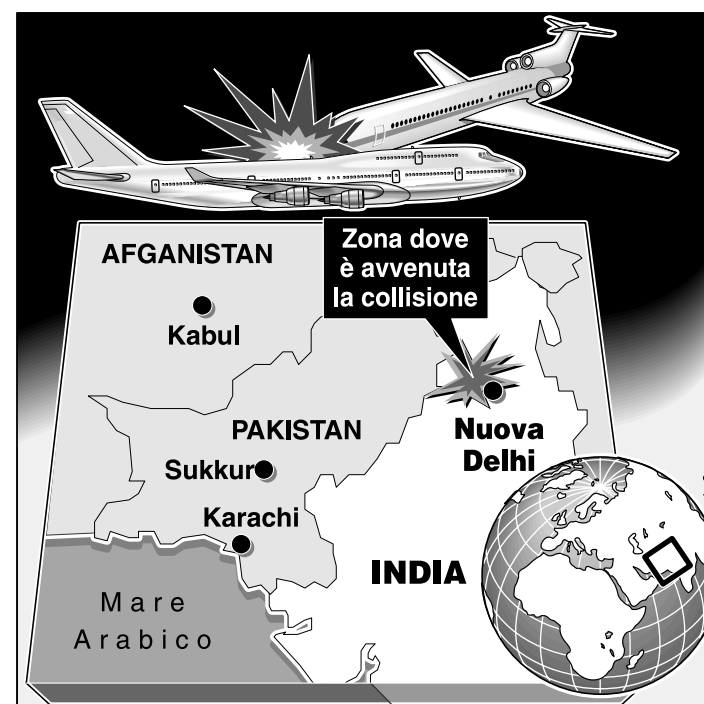 AFGANISTAN
Zona dove
è avvenuta
la collisione
Kabul
PAKISTAN
Nuova
Delhi
Sukkur
Karachi
INDIA
Mare
Arabico